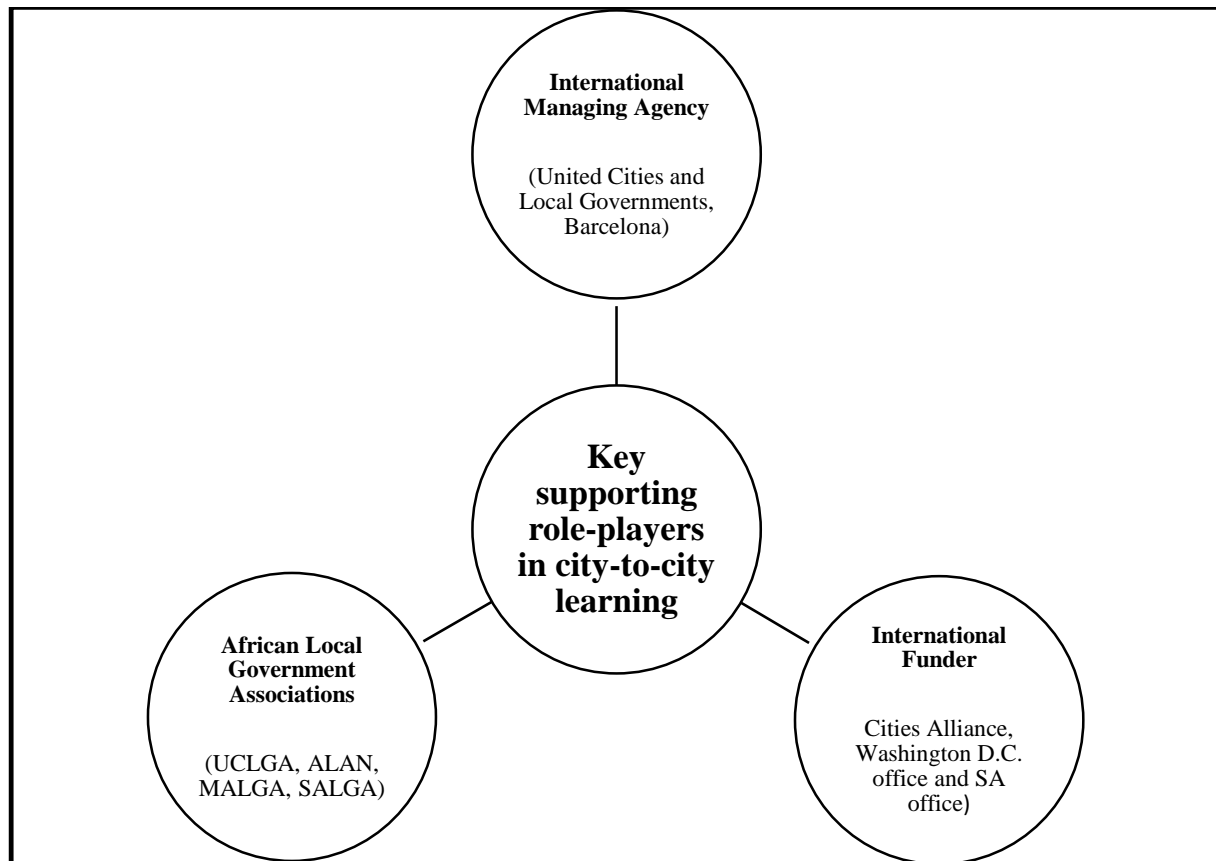 International
Managing Agency
(United Cities and
Local Governments,
Barcelona)
Key
supporting
role-players
in city-to-city
learning
African Local
Government
Associations
(UCLGA, ALAN,
MALGA, SALGA)
International
Funder
Cities Alliance,
Washington D.C.
office and SA
office)